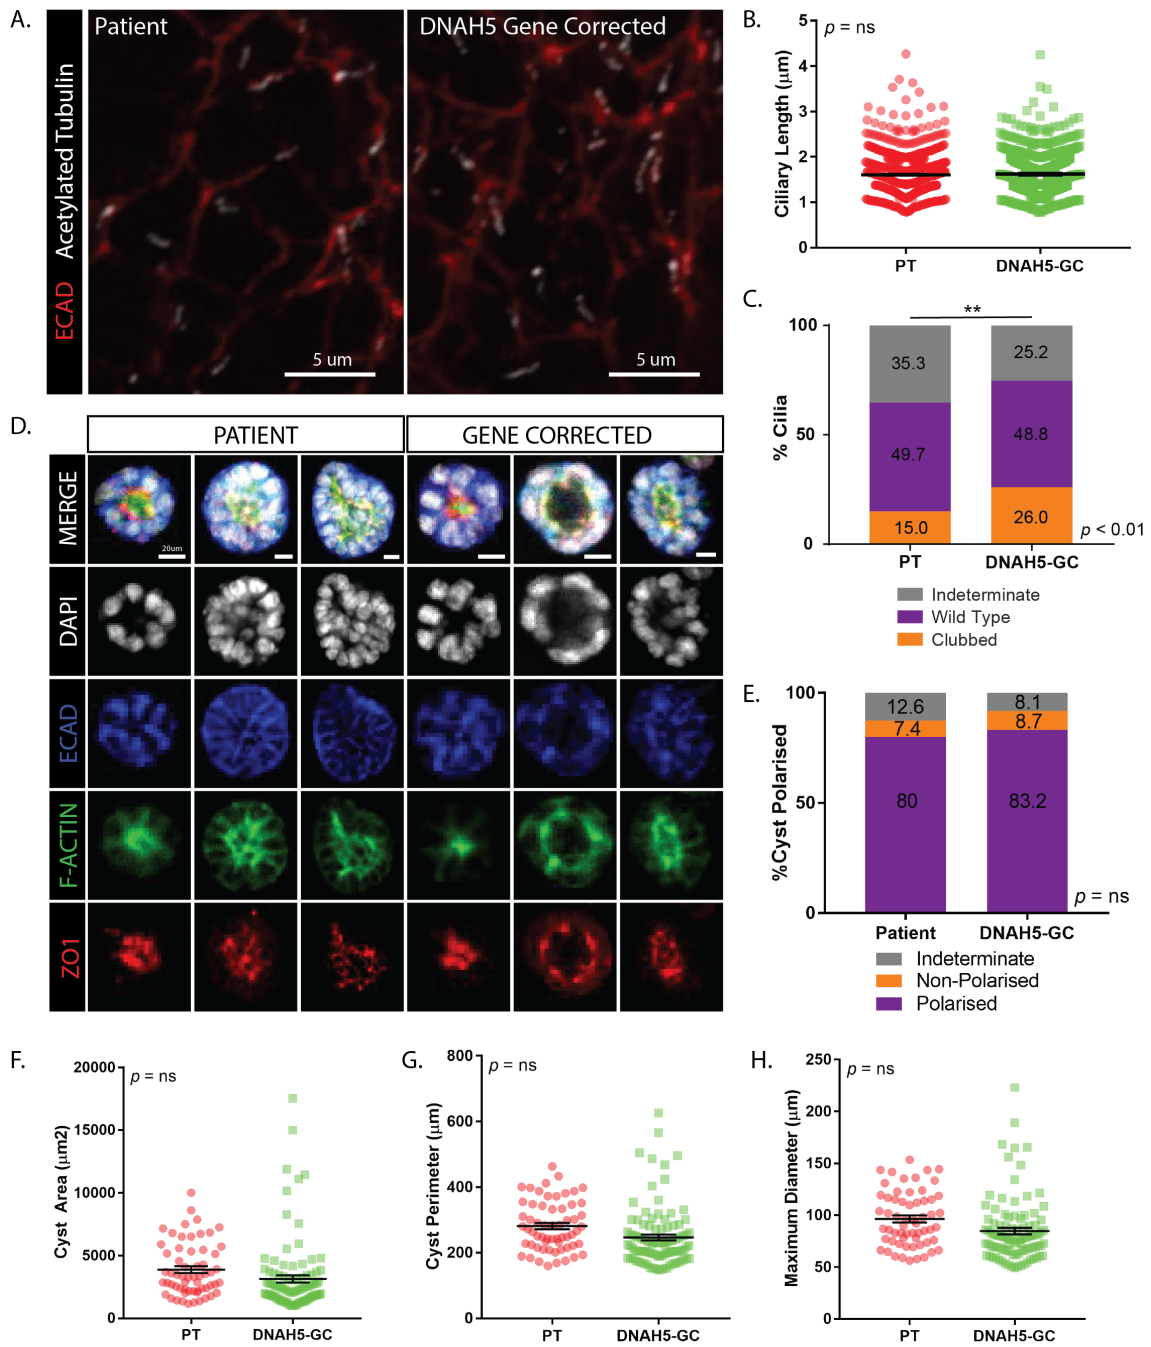 A.
Patient
DNAH5 Gene Corrected
ECAD Acetylated Tubulin
5 um
5 um
B.
p = ns
Ciliary Length (μm)
5
4
3
2
1
0
PT
DNAH5-GC
C.
**
% Cilia
100
50
0
35.3
49.7
15.0
25.2
48.8
26.0
p < 0.01
PT
DNAH5-GC
Indeterminate
Wild Type
Clubbed
D.
PATIENT
GENE CORRECTED
MERGE
20um
DAPI
ECAD
F-ACTIN
ZO1
E.
%Cyst Polarised
100
50
0
12.6
7.4
80
8.1
8.7
83.2
p = ns
Patient
DNAH5-GC
Indeterminate
Non-Polarised
Polarised
F.
p = ns
Cyst Area (μm2)
20000
15000
10000
5000
0
PT
DNAH5-GC
G.
p = ns
Cyst Perimeter (μm)
800
600
400
200
0
PT
DNAH5-GC
H.
p = ns
Maximum Diameter (μm)
250
200
150
100
50
0
PT
DNAH5-GC